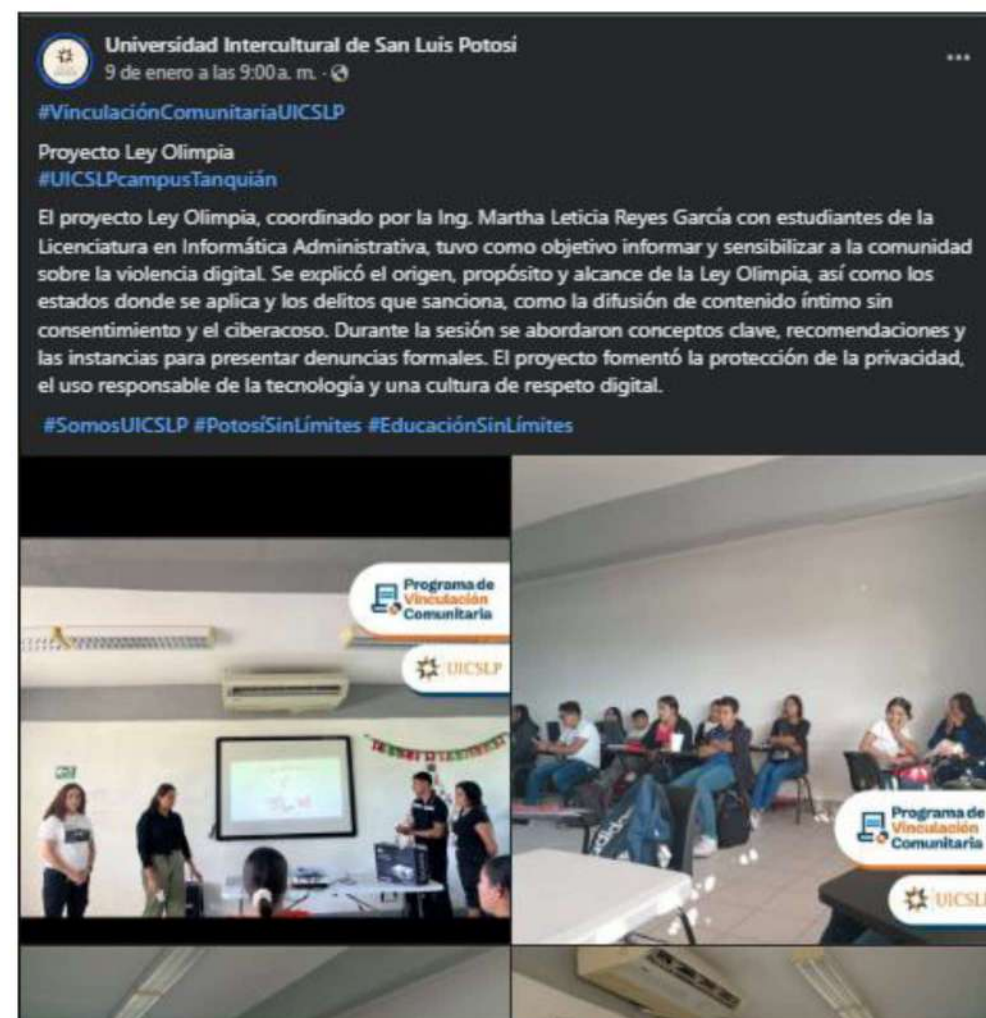 Universidad Intercultural de San Luis Potosí
9 de enero a las 9:00 a. m. ·
#VinculaciónComunitariaUICSLP
Proyecto Ley Olimpia
#UICSLPcampusTanquián
El proyecto Ley Olimpia, coordinado por la Ing. Martha Leticia Reyes García con estudiantes de la
Licenciatura en Informática Administrativa, tuvo como objetivo informar y sensibilizar a la comunidad
sobre la violencia digital. Se explicó el origen, propósito y alcance de la Ley Olimpia, así como los
estados donde se aplica y los delitos que sanciona, como la difusión de contenido íntimo sin
consentimiento y el ciberacoso. Durante la sesión se abordaron conceptos clave, recomendaciones y
las instancias para presentar denuncias formales. El proyecto fomentó la protección de la privacidad,
el uso responsable de la tecnología y una cultura de respeto digital.
#SomosUICSLP #PotosíSinLímites #EducaciónSinLímites
Programa de
Vinculación
Comunitaria
UICSLP
Programa de
Vinculación
Comunitaria
UICSL